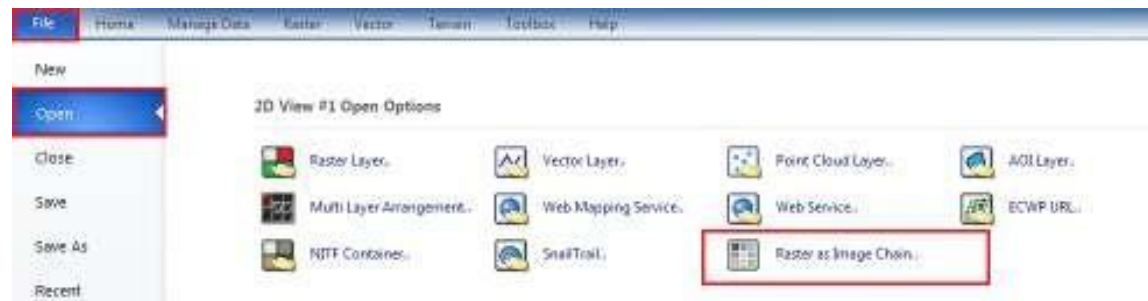 File Home Manage Data Raster Vector Terrain Toolbox Help
New
Open
Close
Save
Save As
Recent
2D View #1 Open Options
Raster Layer.. Vector Layer.. Point Cloud Layer.. AOI Layer..
Multi Layer Arrangement.. Web Mapping Service.. Web Service.. ECWP URL..
NITF Container.. SnailTrail.. Raster as Image Chain..